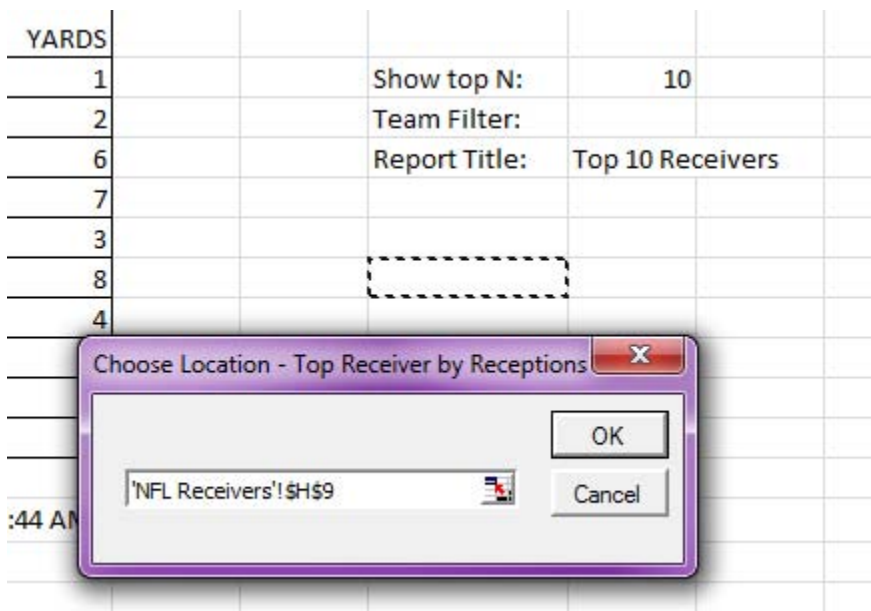 YARDS
1 Show top N: 10
2 Team Filter:
6 Report Title: Top 10 Receivers
7
3
8
4
Choose Location - Top Receiver by Receptions
OK
'NFL Receivers'!$H$9
Cancel
:44 AM